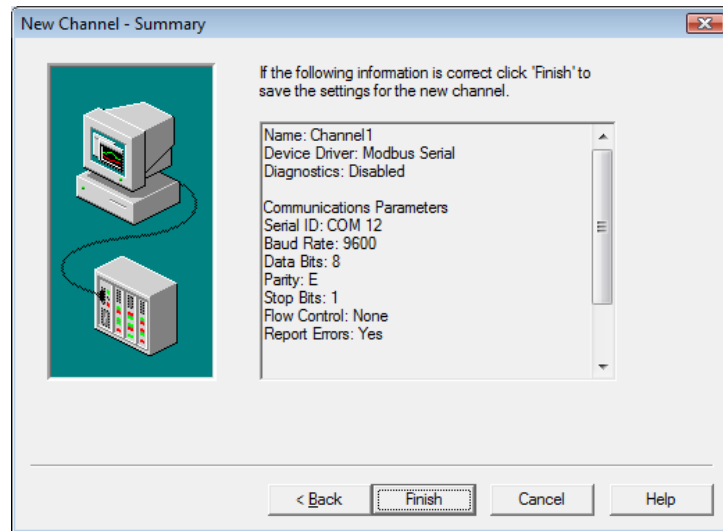 New Channel - Summary
If the following information is correct click 'Finish' to
save the settings for the new channel.
Name: Channel1
Device Driver: Modbus Serial
Diagnostics: Disabled
Communications Parameters
Serial ID: COM 12
Baud Rate: 9600
Data Bits: 8
Parity: E
Stop Bits: 1
Flow Control: None
Report Errors: Yes
< Back
Finish
Cancel
Help